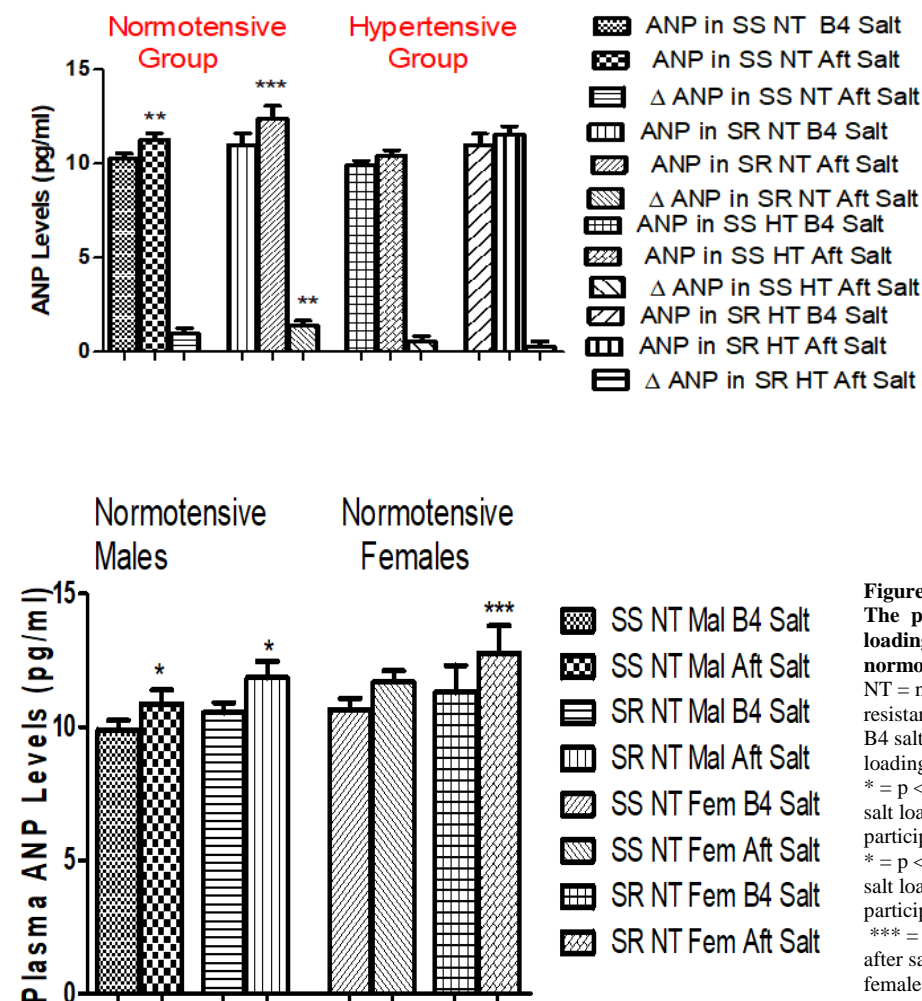 Normotensive Group
Hypertensive Group
ANP Levels (pg/ml)
15
10
5
0
**
***
**
ANP in SS NT B4 Salt
ANP in SS NT Aft Salt
Δ ANP in SS NT Aft Salt
ANP in SR NT B4 Salt
ANP in SR NT Aft Salt
Δ ANP in SR NT Aft Salt
ANP in SS HT B4 Salt
ANP in SS HT Aft Salt
Δ ANP in SS HT Aft Salt
ANP in SR HT B4 Salt
ANP in SR HT Aft Salt
Δ ANP in SR HT Aft Salt
Normotensive
Males
Normotensive
Females
Plasma ANP Levels (pg/ml)
15
10
5
0
*
*
***
SS NT Mal B4 Salt
SS NT Mal Aft Salt
SR NT Mal B4 Salt
SR NT Mal Aft Salt
SS NT Fem B4 Salt
SS NT Fem Aft Salt
SR NT Fem B4 Salt
SR NT Fem Aft Salt
Figure
The p
loading
normo
NT = n
resistan
B4 salt
loading
* = p <
salt loa
particip
* = p <
salt loa
particip
*** =
after sa
female